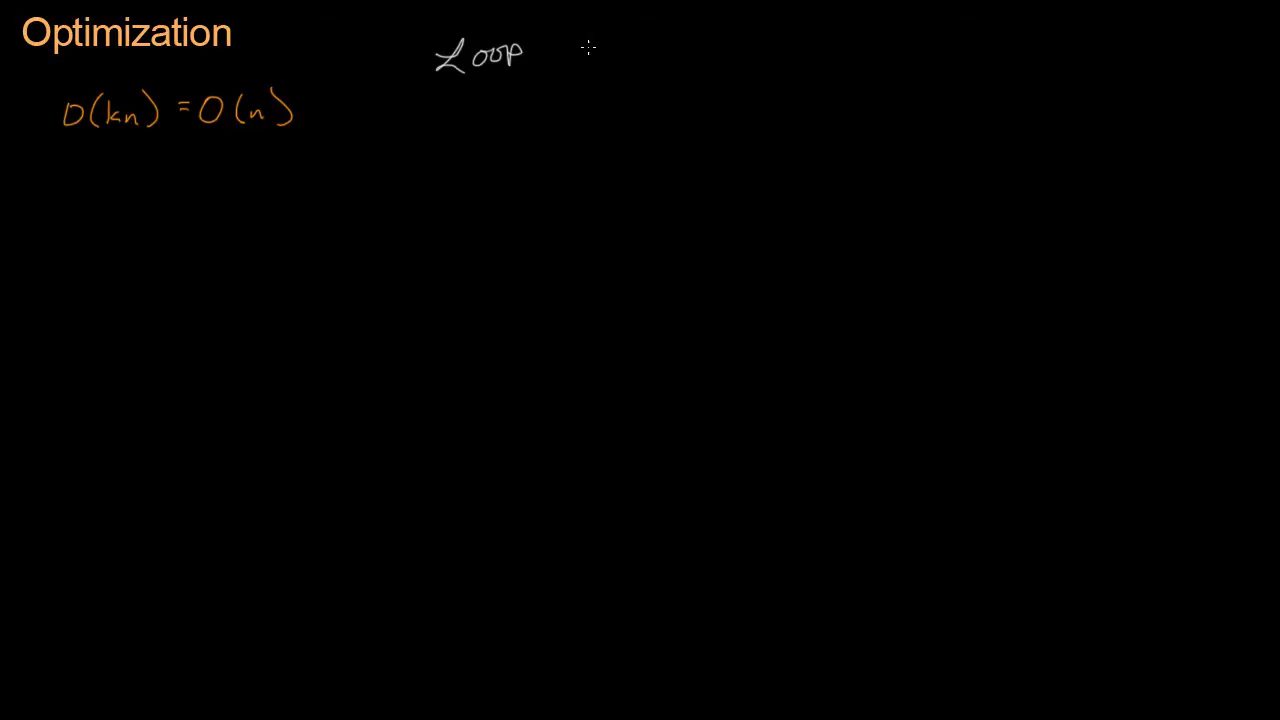 Optimization
Loop
O(kn) = O(n)